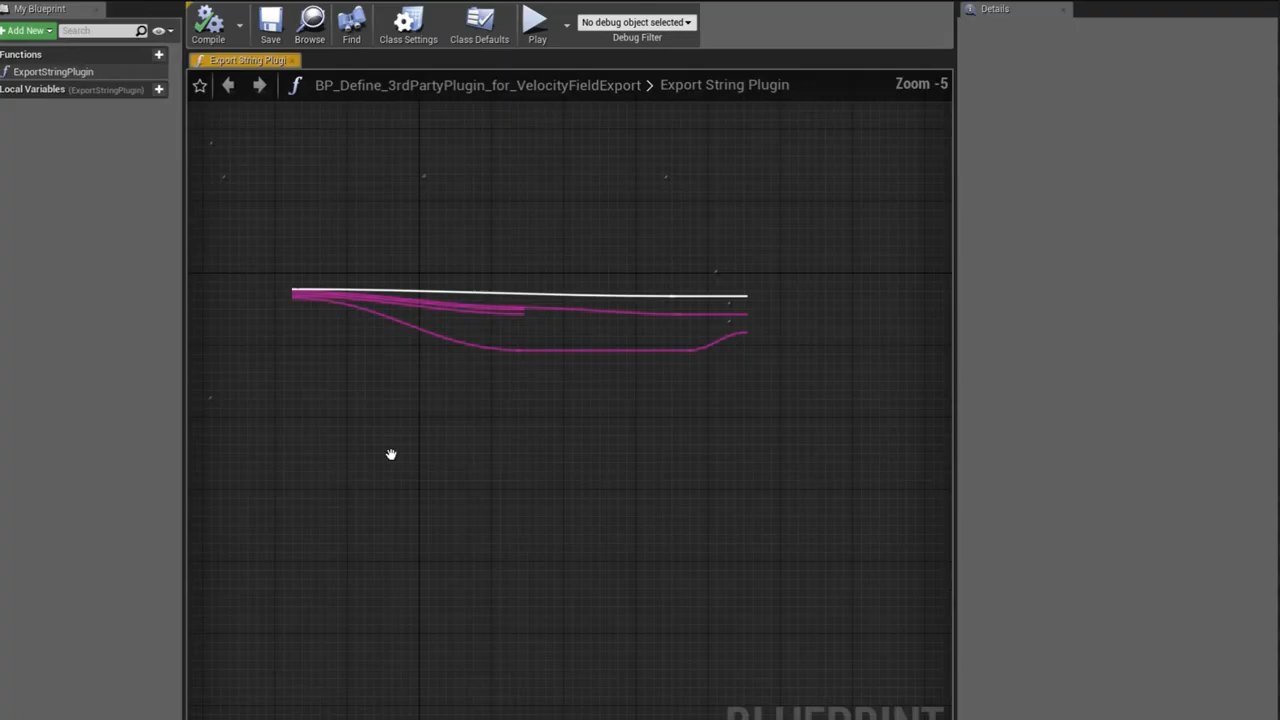 My Blueprint
Details
Add New
Search
Compile
Save
Browse
Find
Class Settings
Class Defaults
Play
No debug object selected
Debug Filter
Functions
ExportStringPlugin
Local Variables (ExportStringPlugin)
Export String Plugi
BP_Define_3rdPartyPlugin_for_VelocityFieldExport > Export String Plugin
Zoom -5
BLUEPRINT